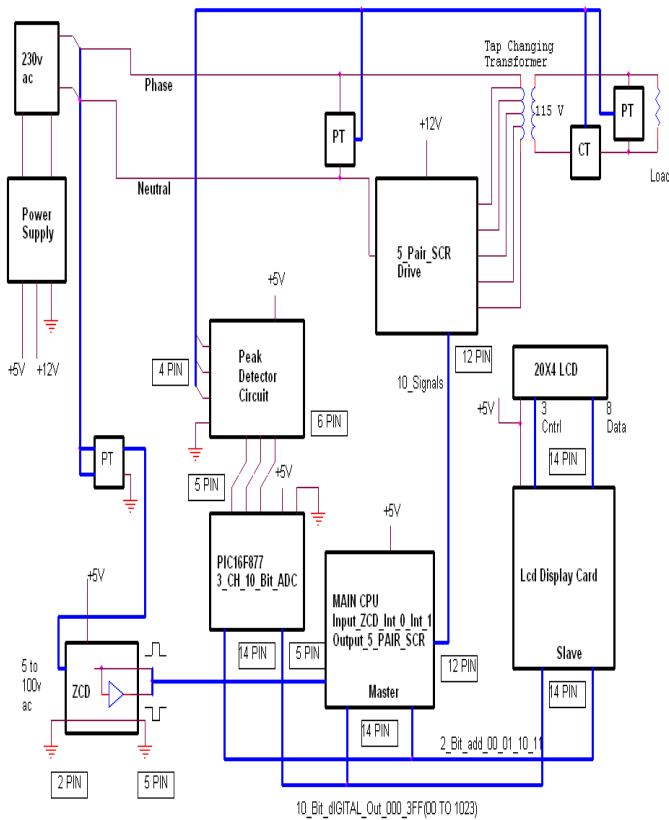 Tap Changing
Transformer
230v
ac
Phase
PT
115 V
PT
CT
+12V
Load
Neutral
Power
Supply
5_Pair_SCR
Drive
+5V
+5V
+12V
Peak
Detector
Circuit
4 PIN
6 PIN
12 PIN
10_Signals
20X4 LCD
+5V
3
Cntrl
8
Data
14 PIN
PT
5 PIN
+5V
PIC16F877
3_CH_10_Bit_ADC
+5V
MAIN CPU
Input_ZCD_Int_0_Int_1
Output_5_PAIR_SCR
Master
Lcd Display Card
Slave
+5V
14 PIN
5 PIN
12 PIN
5 to
100v
ac
ZCD
14 PIN
14 PIN
2_Bit_add_00_01_10_11
2 PIN
5 PIN
10_Bit_dIGITAL_Out_000_3FF(00 TO 1023)